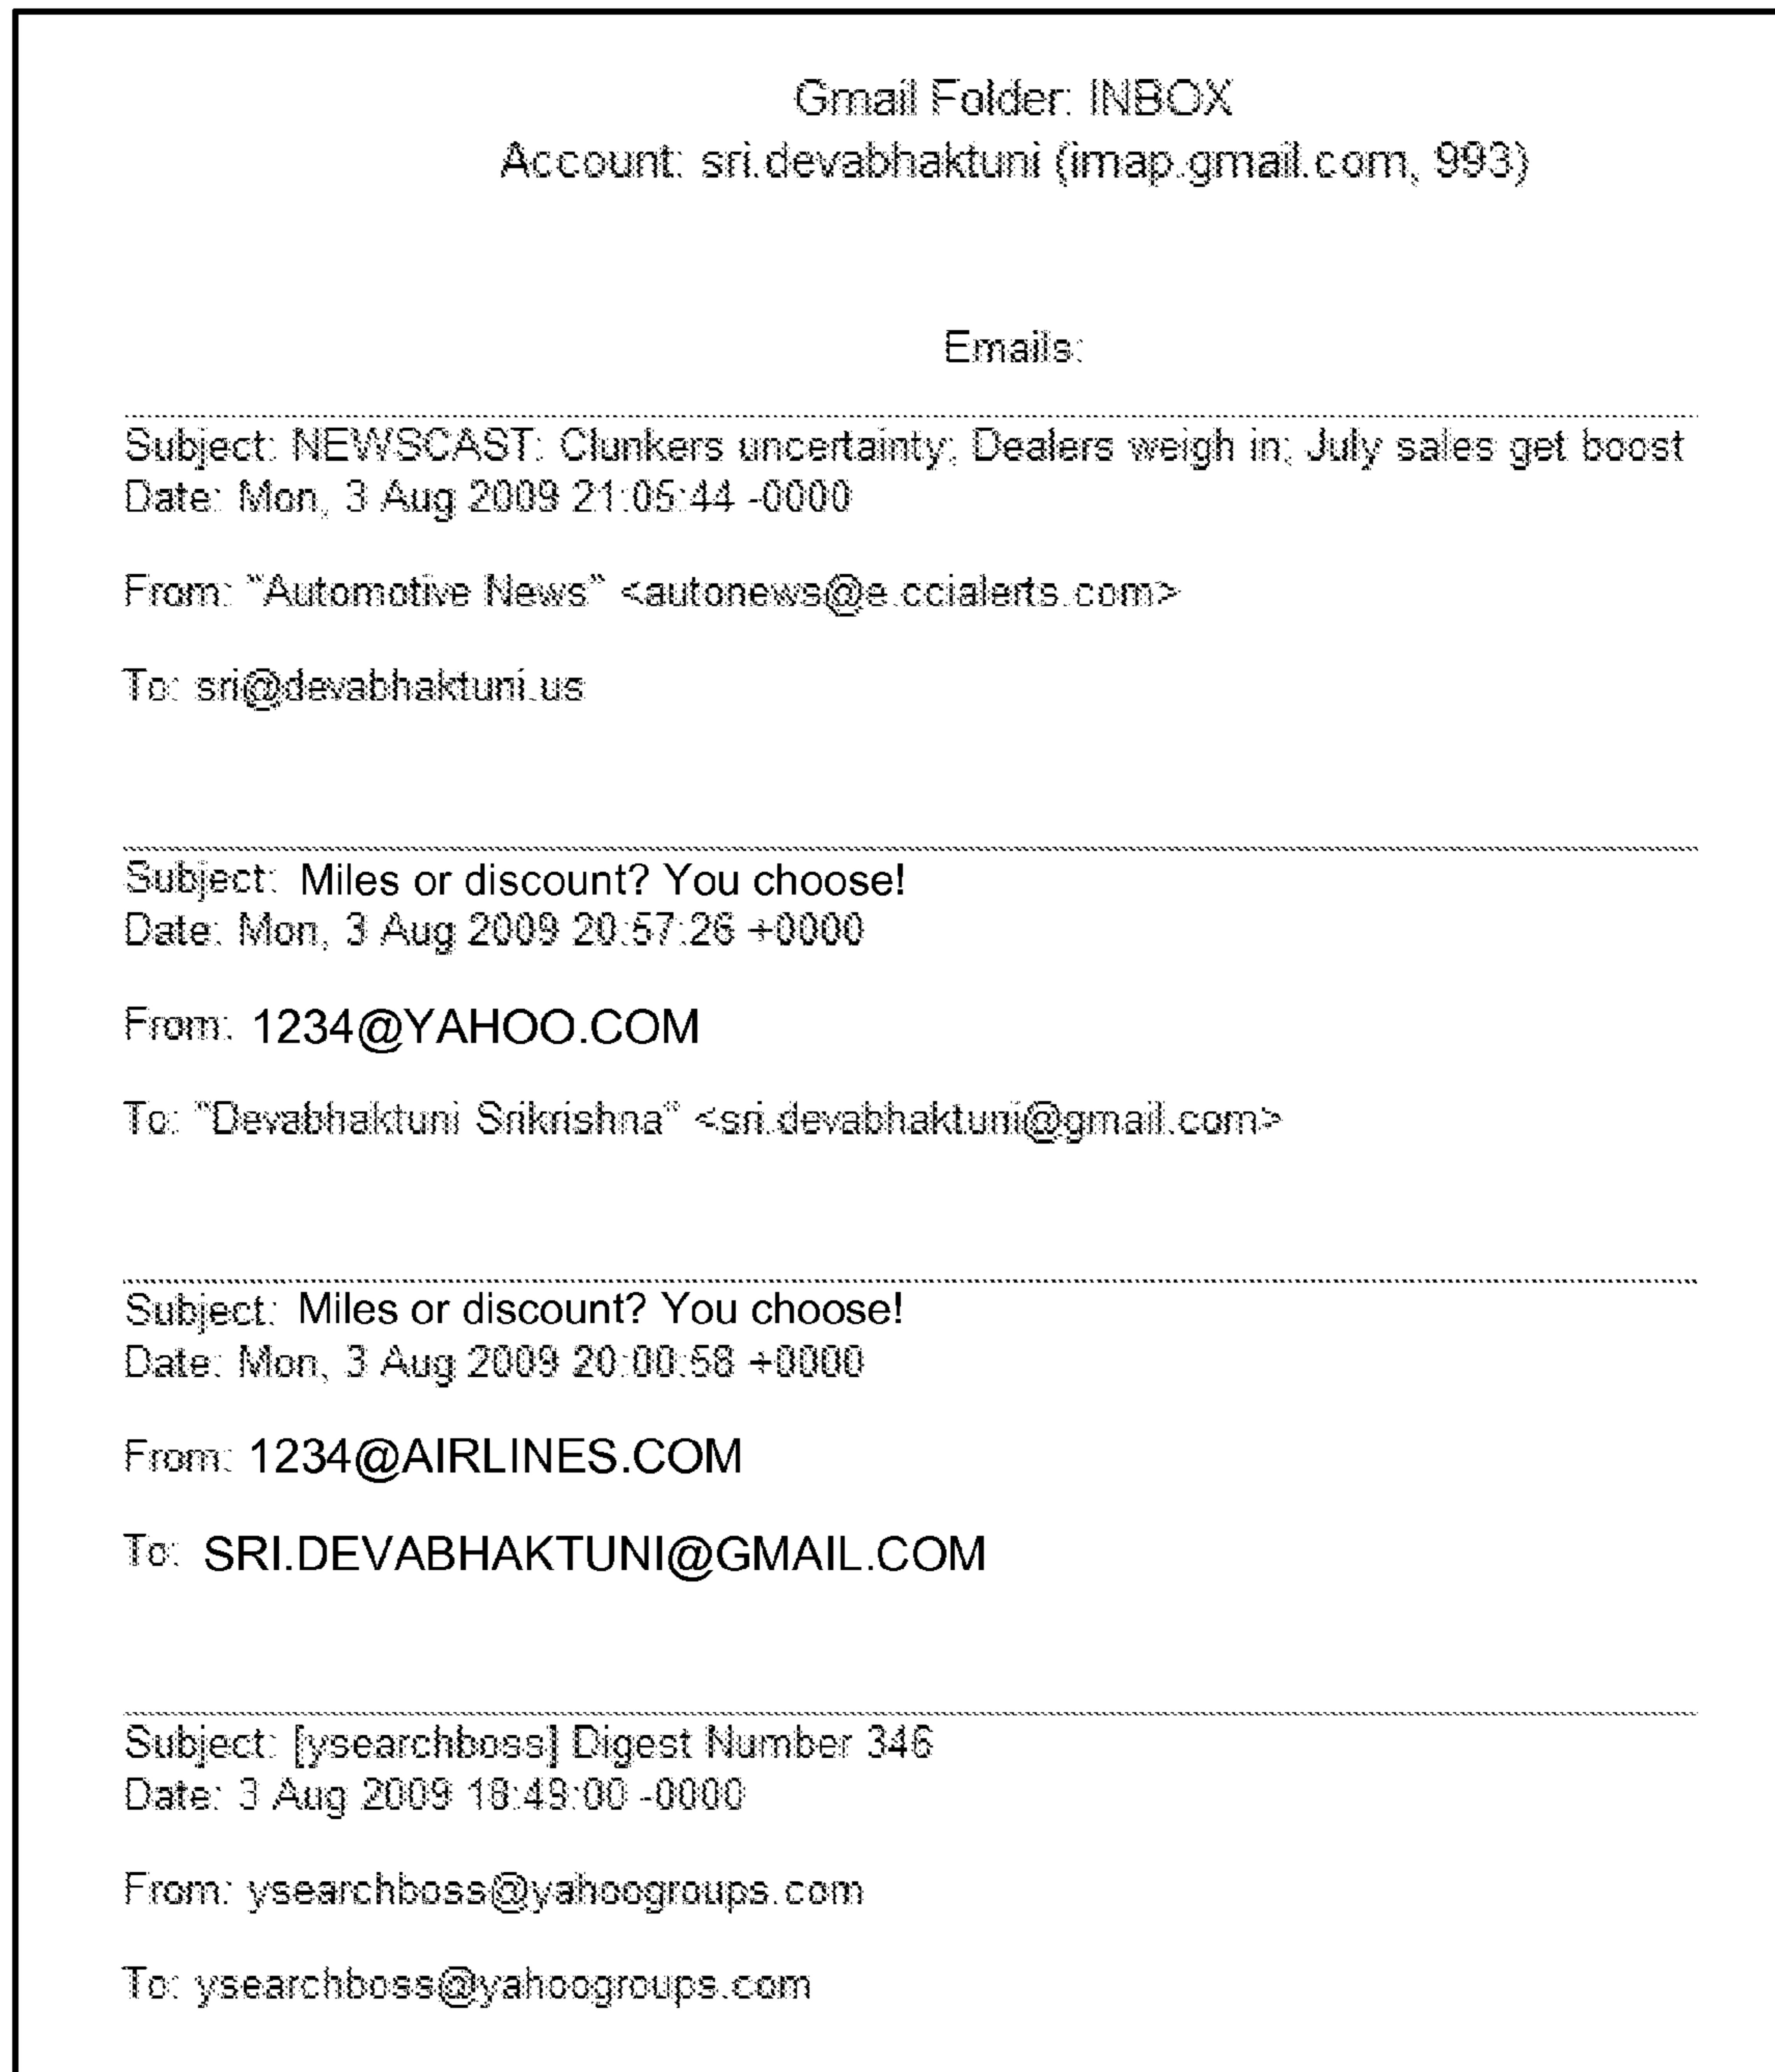 Gmail Folder: INBOX
Account: sri.devabhaktuni (imap.gmail.com, 993)
Emails:
Subject: NEWSCAST: Clunkers uncertainty; Dealers weigh in; July sales get boost
Date: Mon, 3 Aug 2009 21:05:44 -0000
From: "Automotive News" <autonews@e.ccialerts.com>
To: sri@devabhaktuni.us
Subject: Miles or discount? You choose!
Date: Mon, 3 Aug 2009 20:57:26 +0000
From: 1234@YAHOO.COM
To: "Devabhaktuni Srikrishna" <sri.devabhaktuni@gmail.com>
Subject: Miles or discount? You choose!
Date: Mon, 3 Aug 2009 20:00:58 +0000
From: 1234@AIRLINES.COM
To: SRI.DEVABHAKTUNI@GMAIL.COM
Subject: [ysearchboss] Digest Number 346
Date: 3 Aug 2009 18:49:00 -0000
From: ysearchboss@yahoogroups.com
To: ysearchboss@yahoogroups.com